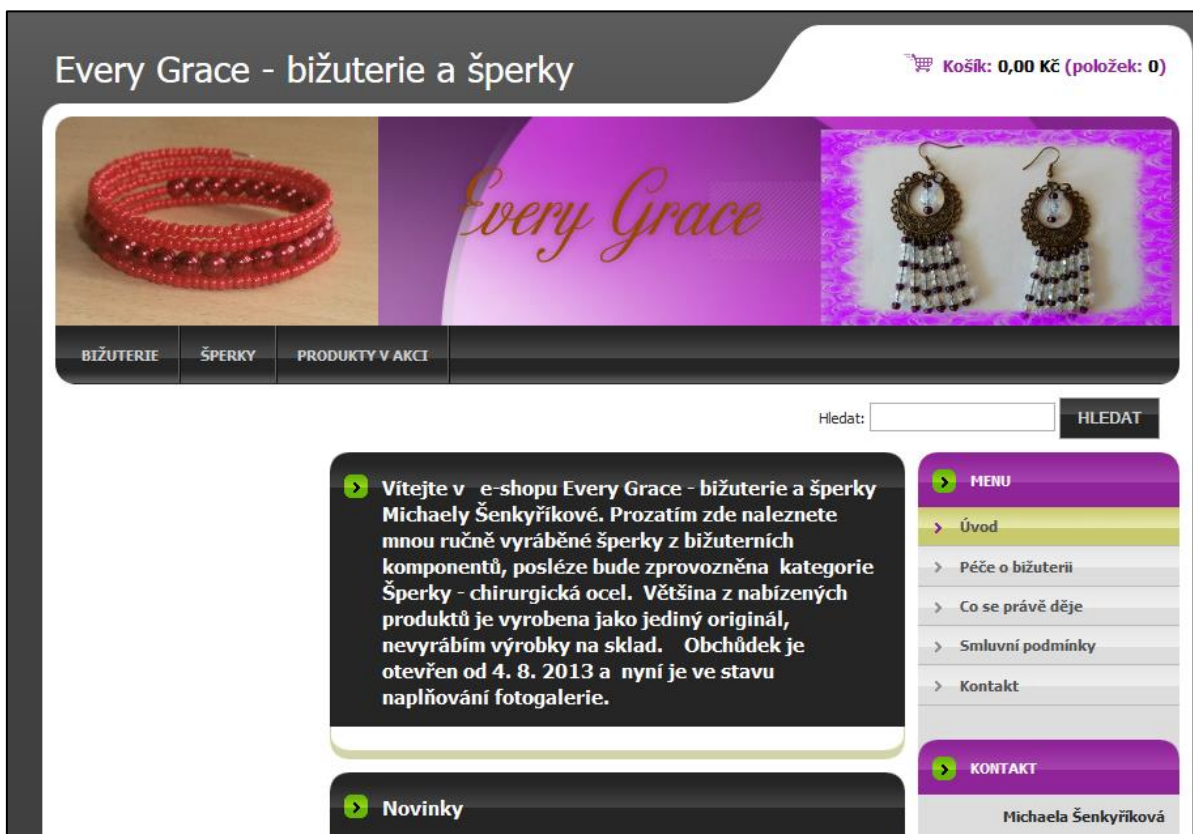 Every Grace - bižuterie a šperky
Košík: 0,00 Kč (položek: 0)
Every Grace
BIŽUTERIE ŠPERKY PRODUKTY V AKCI
Hledat: HLEDAT
Vítejte v e-shopu Every Grace - bižuterie a šperky
Michaely Šenkyříkové. Prozatím zde naleznete
mnou ručně vyráběné šperky z bižuterních
komponentů, posléze bude zprovozněna kategorie
Šperky - chirurgická ocel. Většina z nabízených
produktů je vyrobena jako jediný originál,
nevyrábím výrobky na sklad. Obchůdek je
otevřen od 4. 8. 2013 a nyní je ve stavu
naplňování fotogalerie.
Novinky
MENU
Úvod
Péče o bižuterii
Co se právě děje
Smluvní podmínky
Kontakt
KONTAKT
Michaela Šenkyříková